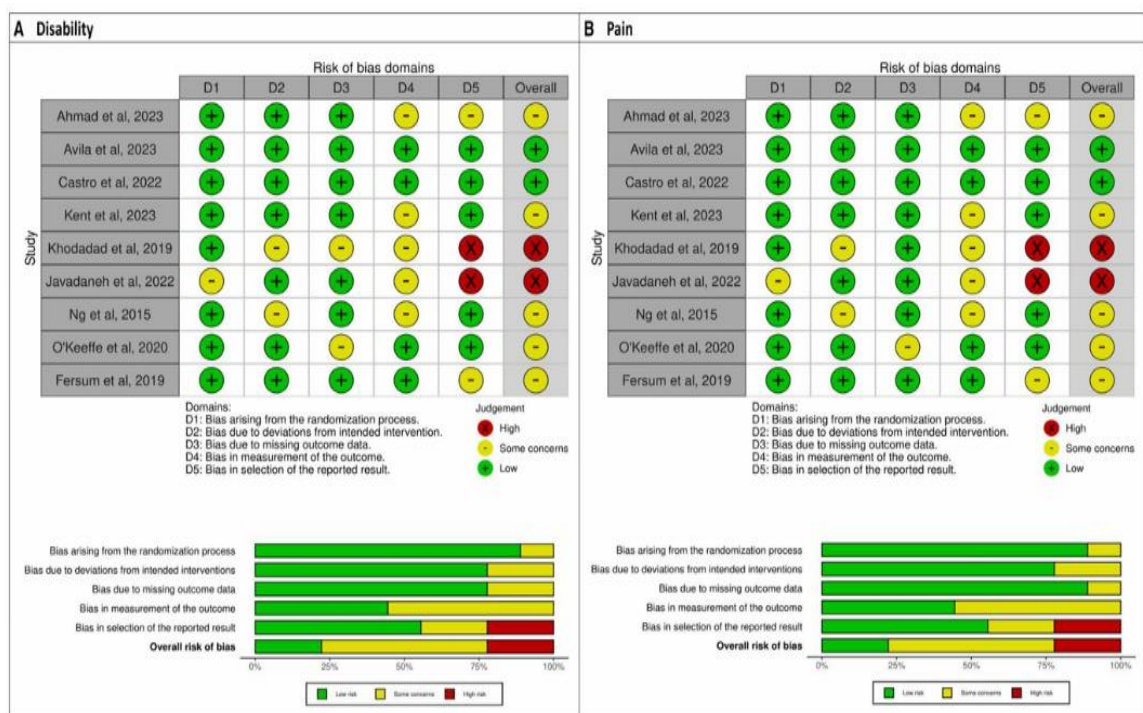 A Disability
Risk of bias domains
D1 D2 D3 D4 D5 Overall
Study
Ahmad et al, 2023 + + + - - -
Avila et al, 2023 + + + + + +
Castro et al, 2022 + + + + + +
Kent et al, 2023 + + + - + -
Khodadad et al, 2019 + - - - X X
Javadaneh et al, 2022 - + + - X X
Ng et al, 2015 + - + - + -
O'Keeffe et al, 2020 + + - + + -
Fersum et al, 2019 + + + + - -
Domains:
D1: Bias arising from the randomization process.
D2: Bias due to deviations from intended intervention.
D3: Bias due to missing outcome data.
D4: Bias in measurement of the outcome.
D5: Bias in selection of the reported result.
Judgement
X High
- Some concerns
+ Low
Bias arising from the randomization process
Bias due to deviations from intended interventions
Bias due to missing outcome data
Bias in measurement of the outcome
Bias in selection of the reported result
Overall risk of bias
0% 25% 50% 75% 100%
Low risk Some concerns High risk
B Pain
Risk of bias domains
D1 D2 D3 D4 D5 Overall
Study
Ahmad et al, 2023 + + + - - -
Avila et al, 2023 + + + + + +
Castro et al, 2022 + + + + + +
Kent et al, 2023 + + + - + -
Khodadad et al, 2019 + - + - X X
Javadaneh et al, 2022 - + + - X X
Ng et al, 2015 + - + - + -
O'Keeffe et al, 2020 + + - + + -
Fersum et al, 2019 + + + + - -
Domains:
D1: Bias arising from the randomization process.
D2: Bias due to deviations from intended intervention.
D3: Bias due to missing outcome data.
D4: Bias in measurement of the outcome.
D5: Bias in selection of the reported result.
Judgement
X High
- Some concerns
+ Low
Bias arising from the randomization process
Bias due to deviations from intended interventions
Bias due to missing outcome data
Bias in measurement of the outcome
Bias in selection of the reported result
Overall risk of bias
0% 25% 50% 75% 100%
Low risk Some concerns High risk